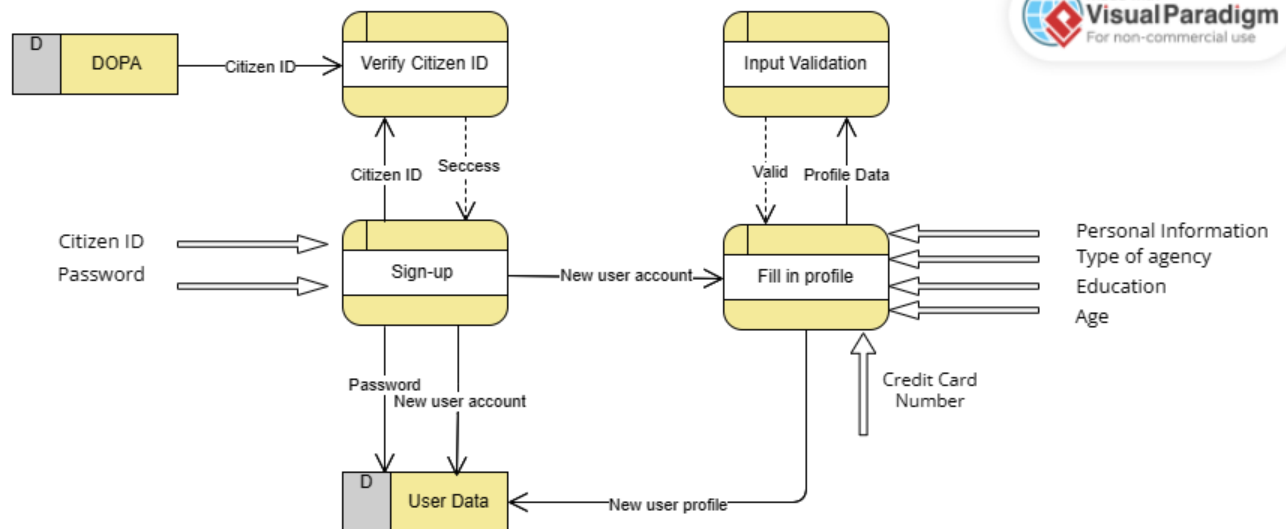 VisualParadigm
For non-commercial use
D
DOPA
Citizen ID
Verify Citizen ID
Input Validation
Citizen ID
Seccess
Valid
Profile Data
Citizen ID
Password
Sign-up
New user account
Fill in profile
Personal Information
Type of agency
Education
Age
Password
New user account
Credit Card
Number
D
User Data
New user profile